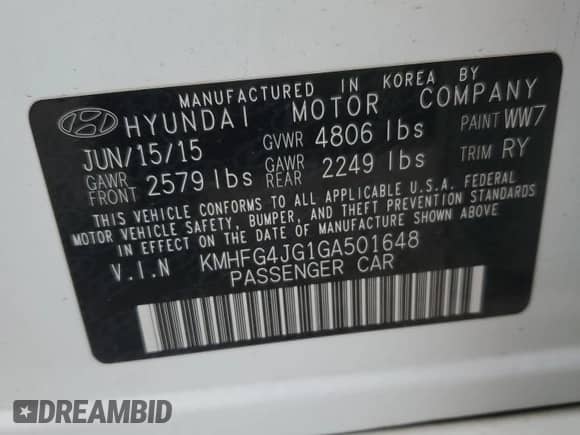 MANUFACTURED IN KOREA BY
HYUNDAI MOTOR COMPANY
JUN/15/15 GVWR 4806 lbs PAINT WW7
GAWR FRONT 2579 lbs GAWR REAR 2249 lbs TRIM RY
THIS VEHICLE CONFORMS TO ALL APPLICABLE U.S.A. FEDERAL
MOTOR VEHICLE SAFETY, BUMPER, AND THEFT PREVENTION STANDARDS
IN EFFECT ON THE DATE OF MANUFACTURE SHOWN ABOVE.
V.I.N KMHFG4JG1GA501648
PASSENGER CAR
DREAMBID